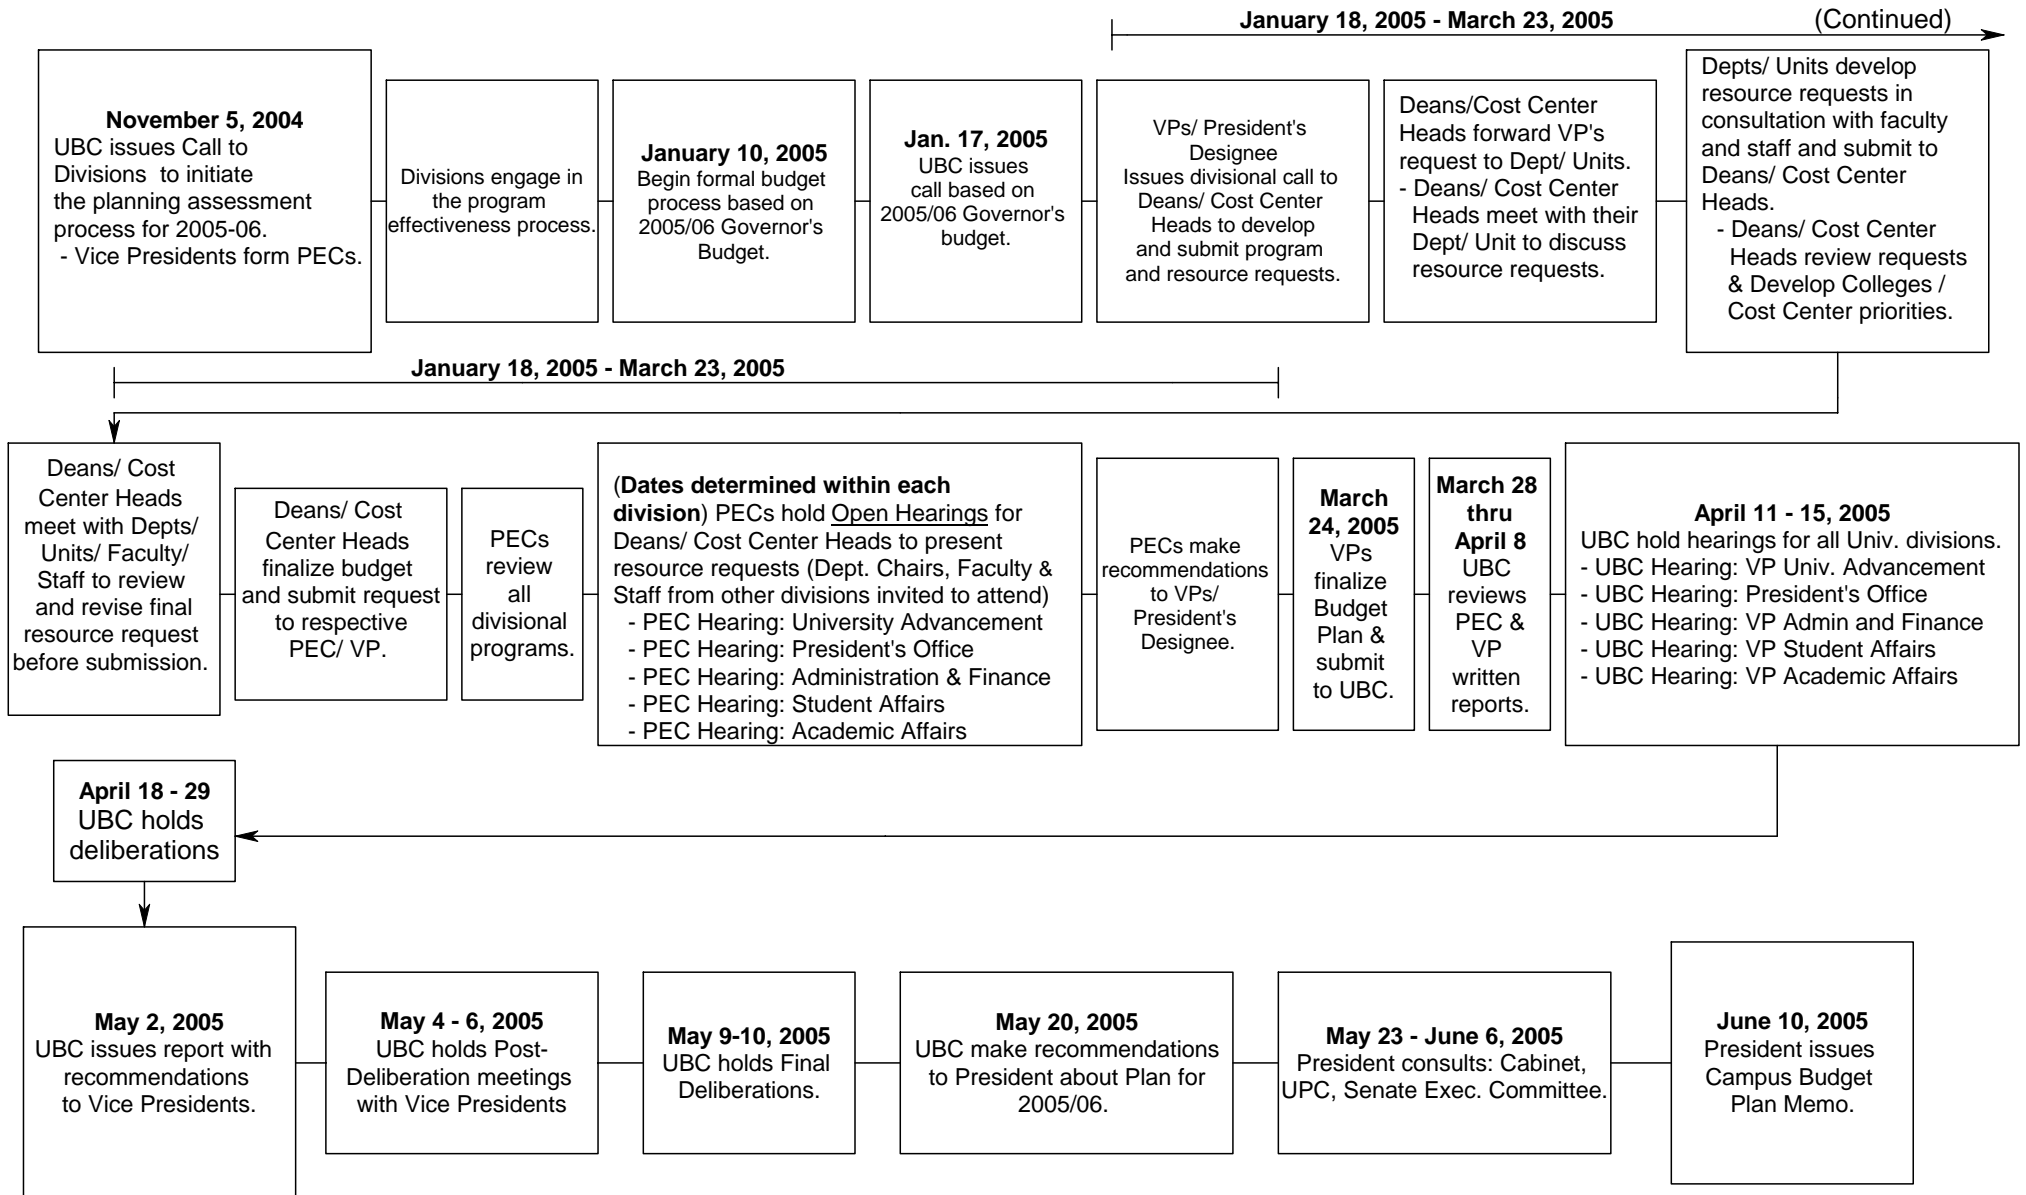 January 18, 2005 - March 23, 2005
(Continued)
November 5, 2004
UBC issues Call to
Divisions to initiate
the planning assessment
process for 2005-06.
- Vice Presidents form PECs.
Divisions engage in
the program
effectiveness process.
January 10, 2005
Begin formal budget
process based on
2005/06 Governor's
Budget.
Jan. 17, 2005
UBC issues
call based on
2005/06 Governor's
budget.
VPs/ President's
Designee
Issues divisional call to
Deans/ Cost Center
Heads to develop
and submit program
and resource requests.
Deans/Cost Center
Heads forward VP's
request to Dept/ Units.
- Deans/ Cost Center
Heads meet with their
Dept/ Unit to discuss
resource requests.
Depts/ Units develop
resource requests in
consultation with faculty
and staff and submit to
Deans/ Cost Center
Heads.
- Deans/ Cost Center
Heads review requests
& Develop Colleges /
Cost Center priorities.
January 18, 2005 - March 23, 2005
Deans/ Cost
Center Heads
meet with Depts/
Units/ Faculty/
Staff to review
and revise final
resource request
before submission.
Deans/ Cost
Center Heads
finalize budget
and submit request
to respective
PEC/ VP.
PECs
review
all
divisional
programs.
(Dates determined within each
division) PECs hold Open Hearings for
Deans/ Cost Center Heads to present
resource requests (Dept. Chairs, Faculty &
Staff from other divisions invited to attend)
- PEC Hearing: University Advancement
- PEC Hearing: President's Office
- PEC Hearing: Administration & Finance
- PEC Hearing: Student Affairs
- PEC Hearing: Academic Affairs
PECs make
recommendations
to VPs/
President's
Designee.
March
24, 2005
VPs
finalize
Budget
Plan &
submit
to UBC.
March 28
thru
April 8
UBC
reviews
PEC &
VP
written
reports.
April 11 - 15, 2005
UBC hold hearings for all Univ. divisions.
- UBC Hearing: VP Univ. Advancement
- UBC Hearing: President's Office
- UBC Hearing: VP Admin and Finance
- UBC Hearing: VP Student Affairs
- UBC Hearing: VP Academic Affairs
April 18 - 29
UBC holds
deliberations
May 2, 2005
UBC issues report with
recommendations
to Vice Presidents.
May 4 - 6, 2005
UBC holds Post-
Deliberation meetings
with Vice Presidents
May 9-10, 2005
UBC holds Final
Deliberations.
May 20, 2005
UBC make recommendations
to President about Plan for
2005/06.
May 23 - June 6, 2005
President consults: Cabinet,
UPC, Senate Exec. Committee.
June 10, 2005
President issues
Campus Budget
Plan Memo.